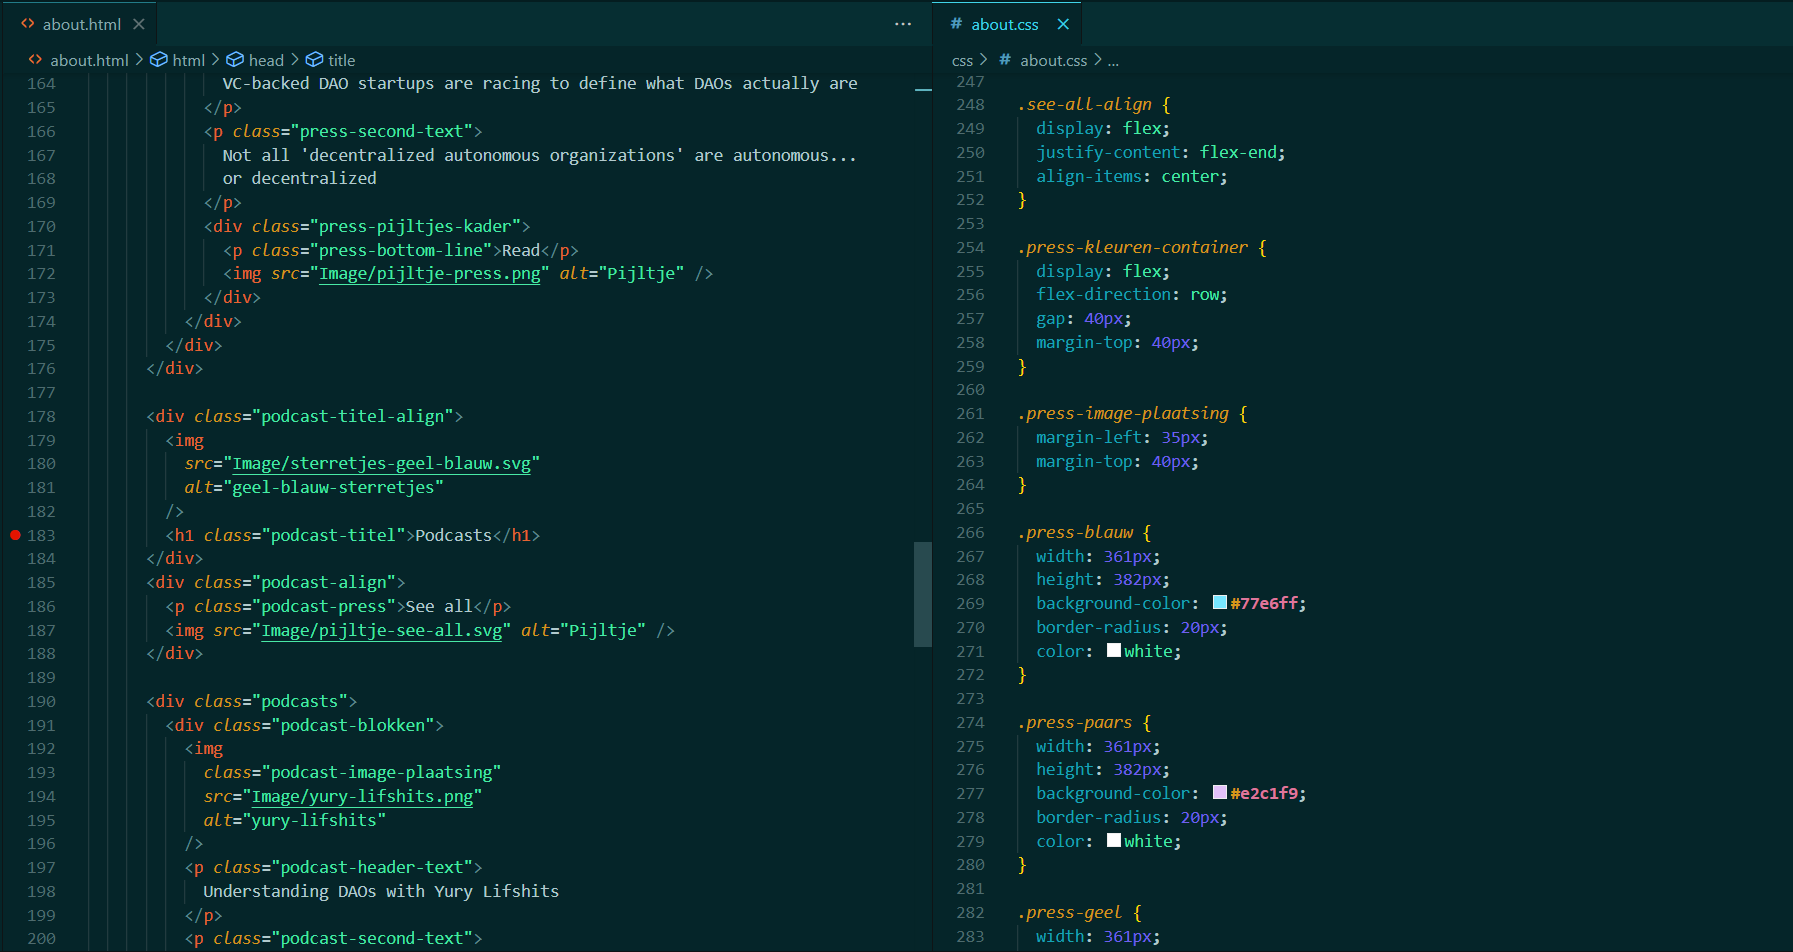 about.html
about.html > html > head > title
164 VC-backed DAO startups are racing to define what DAOs actually are
165 </p>
166 <p class="press-second-text">
167 Not all 'decentralized autonomous organizations' are autonomous...
168 or decentralized
169 </p>
170 <div class="press-pijltjes-kader">
171 <p class="press-bottom-line">Read</p>
172 <img src="Image/pijltje-press.png" alt="Pijltje" />
173 </div>
174 </div>
175 </div>
176 </div>
177
178 <div class="podcast-titel-align">
179 <img
180 src="Image/sterretjes-geel-blauw.svg"
181 alt="geel-blauw-sterretjes"
182 />
183 <h1 class="podcast-titel">Podcasts</h1>
184 </div>
185 <div class="podcast-align">
186 <p class="podcast-press">See all</p>
187 <img src="Image/pijltje-see-all.svg" alt="Pijltje" />
188 </div>
189
190 <div class="podcasts">
191 <div class="podcast-blokken">
192 <img
193 class="podcast-image-plaatsing"
194 src="Image/yury-lifshits.png"
195 alt="yury-lifshits"
196 />
197 <p class="podcast-header-text">
198 Understanding DAOs with Yury Lifshits
199 </p>
200 <p class="podcast-second-text">
# about.css
css > # about.css > ...
247
248 .see-all-align {
249 display: flex;
250 justify-content: flex-end;
251 align-items: center;
252 }
253
254 .press-kleuren-container {
255 display: flex;
256 flex-direction: row;
257 gap: 40px;
258 margin-top: 40px;
259 }
260
261 .press-image-plaatsing {
262 margin-left: 35px;
263 margin-top: 40px;
264 }
265
266 .press-blauw {
267 width: 361px;
268 height: 382px;
269 background-color: #77e6ff;
270 border-radius: 20px;
271 color: white;
272 }
273
274 .press-paars {
275 width: 361px;
276 height: 382px;
277 background-color: #e2c1f9;
278 border-radius: 20px;
279 color: white;
280 }
281
282 .press-geel {
283 width: 361px;